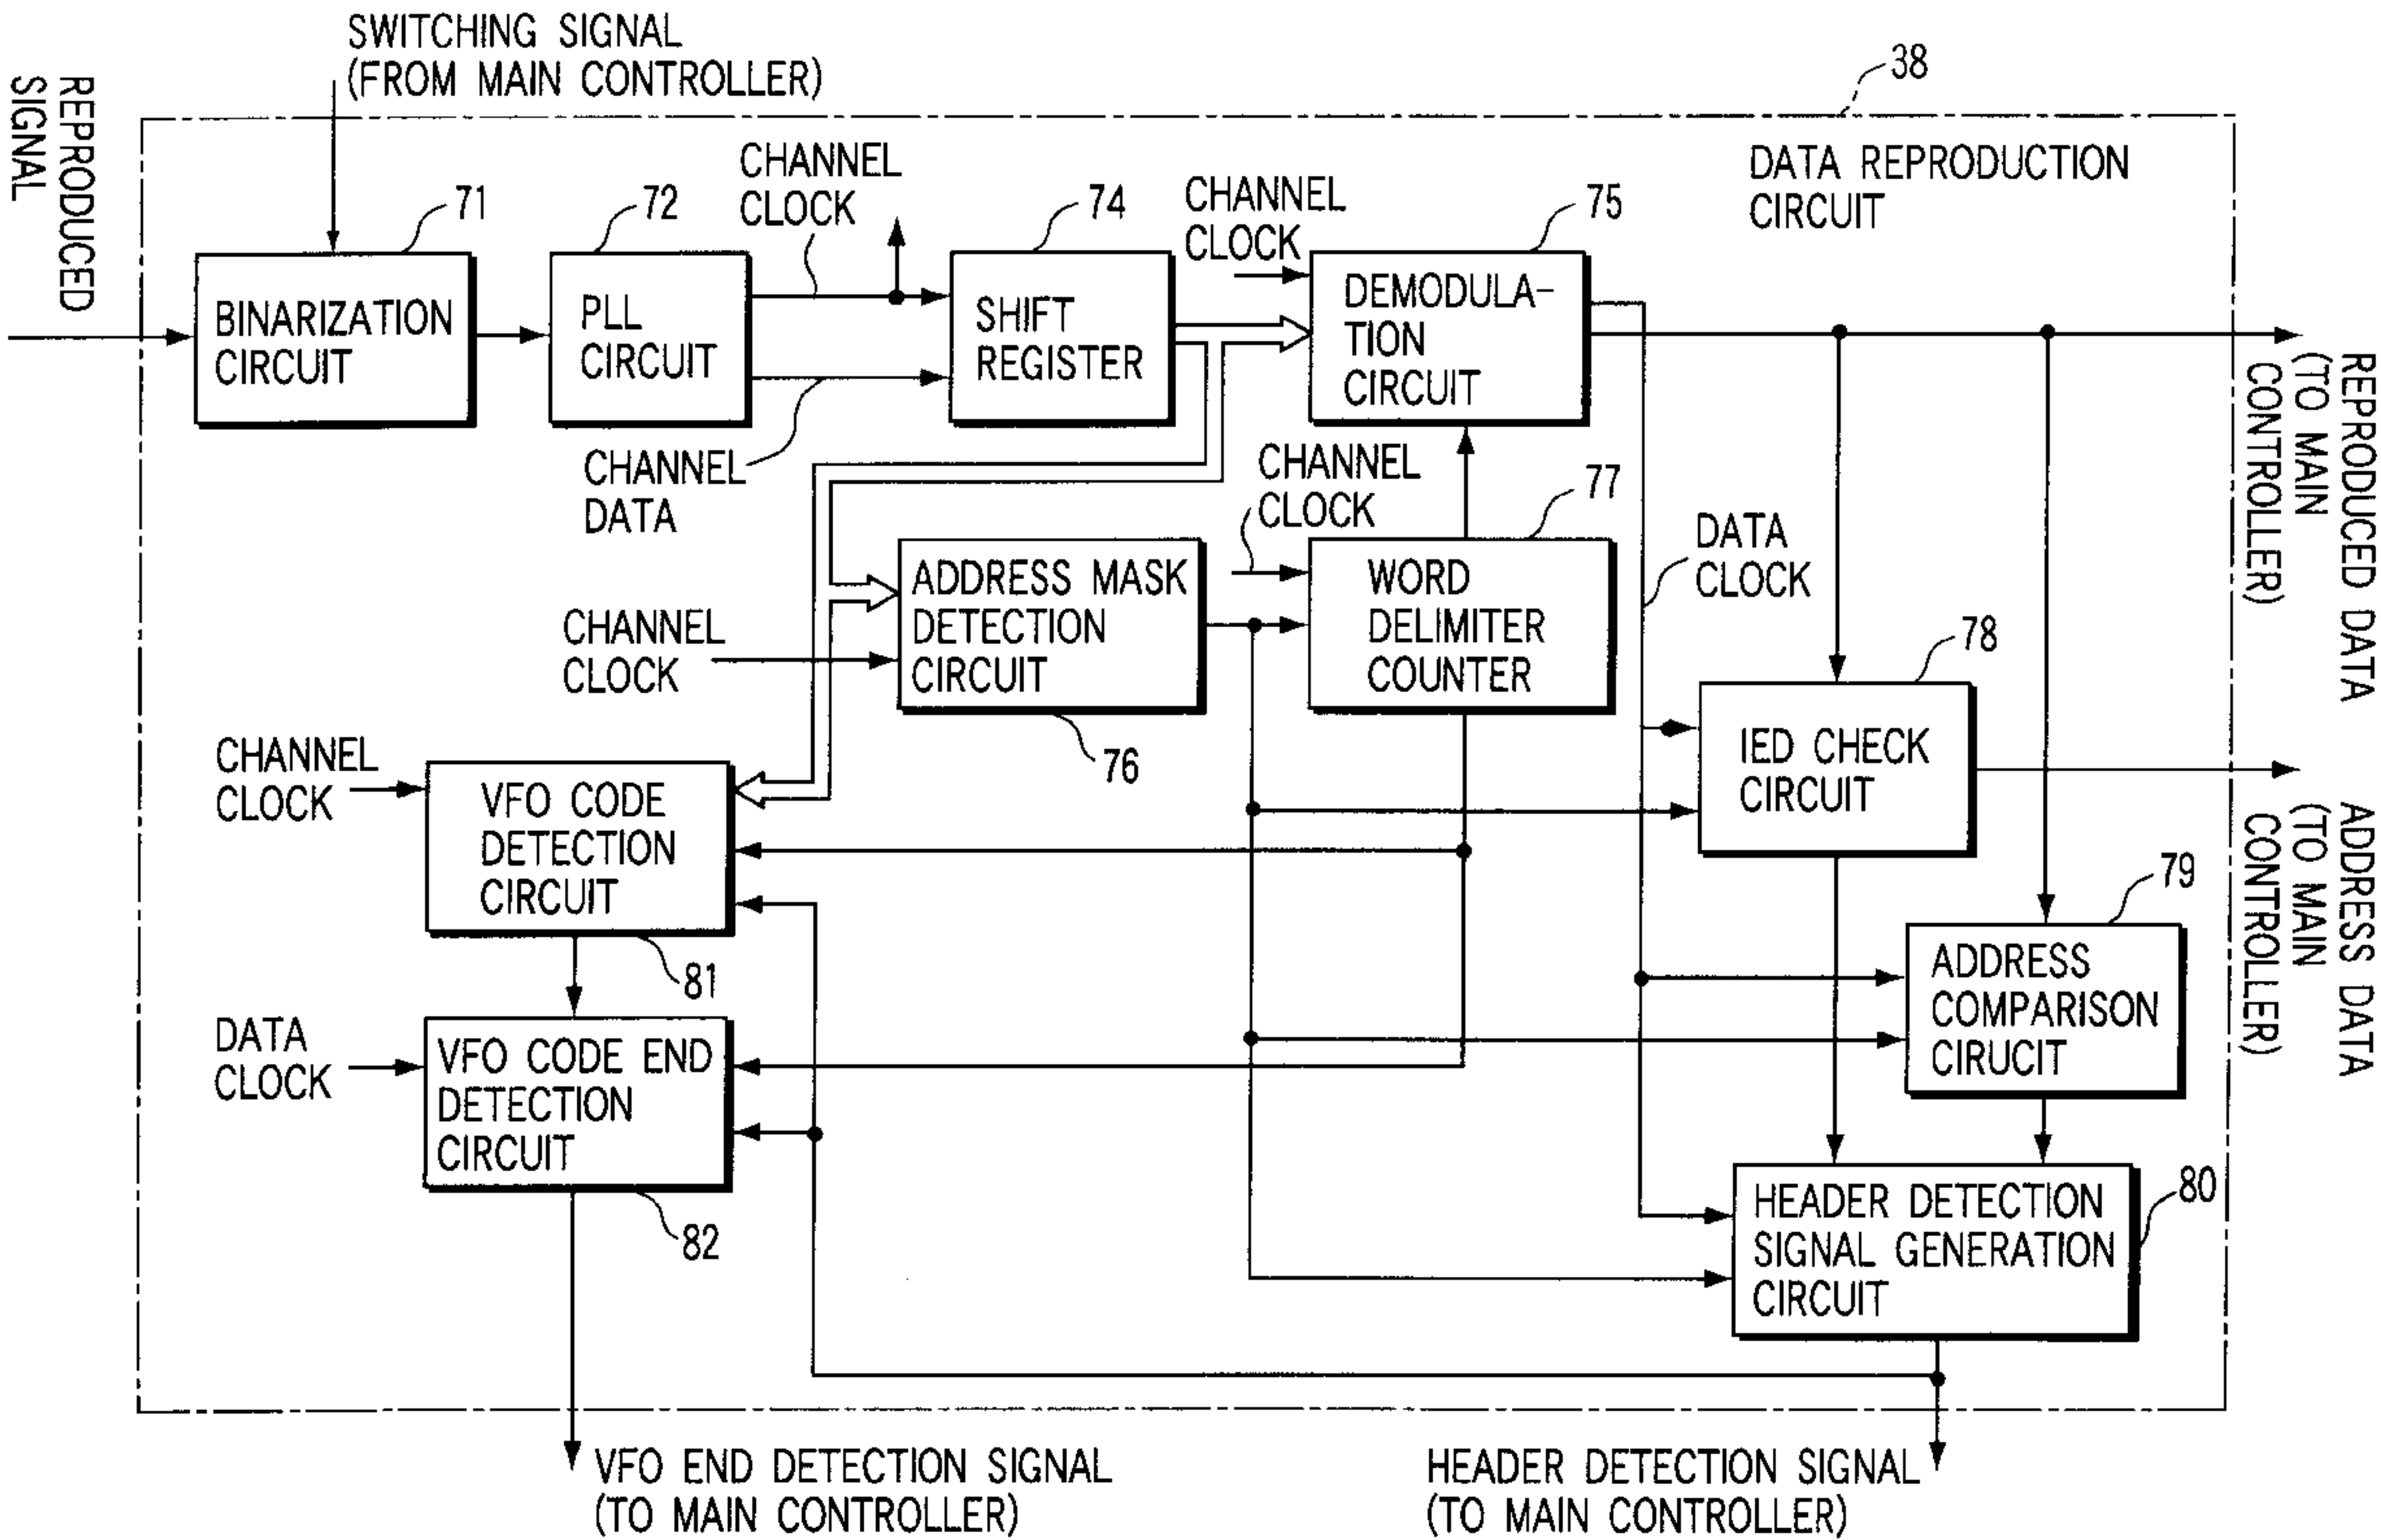 SWITCHING SIGNAL
(FROM MAIN CONTROLLER)
REPRODUCED
SIGNAL
38
DATA REPRODUCTION
CIRCUIT
71
BINARIZATION
CIRCUIT
72
PLL
CIRCUIT
CHANNEL
CLOCK
CHANNEL
DATA
74
SHIFT
REGISTER
CHANNEL
CLOCK
75
DEMODULA-
TION
CIRCUIT
REPRODUCED DATA
(TO MAIN
CONTROLLER)
CHANNEL
CLOCK
ADDRESS MASK
DETECTION
CIRCUIT
76
CHANNEL
CLOCK
77
WORD
DELIMITER
COUNTER
DATA
CLOCK
78
IED CHECK
CIRCUIT
ADDRESS DATA
(TO MAIN
CONTROLLER)
CHANNEL
CLOCK
VFO CODE
DETECTION
CIRCUIT
81
79
ADDRESS
COMPARISON
CIRUCIT
DATA
CLOCK
VFO CODE END
DETECTION
CIRCUIT
82
80
HEADER DETECTION
SIGNAL GENERATION
CIRCUIT
VFO END DETECTION SIGNAL
(TO MAIN CONTROLLER)
HEADER DETECTION SIGNAL
(TO MAIN CONTROLLER)